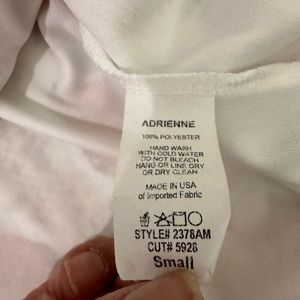 ADRIENNE
100% POLYESTER
HAND WASH
WITH COLD WATER
DO NOT BLEACH
HANG OR LINE DRY
OR DRY CLEAN
MADE IN USA
of Imported Fabric
STYLE# 2378AM
CUT# 5926
Small